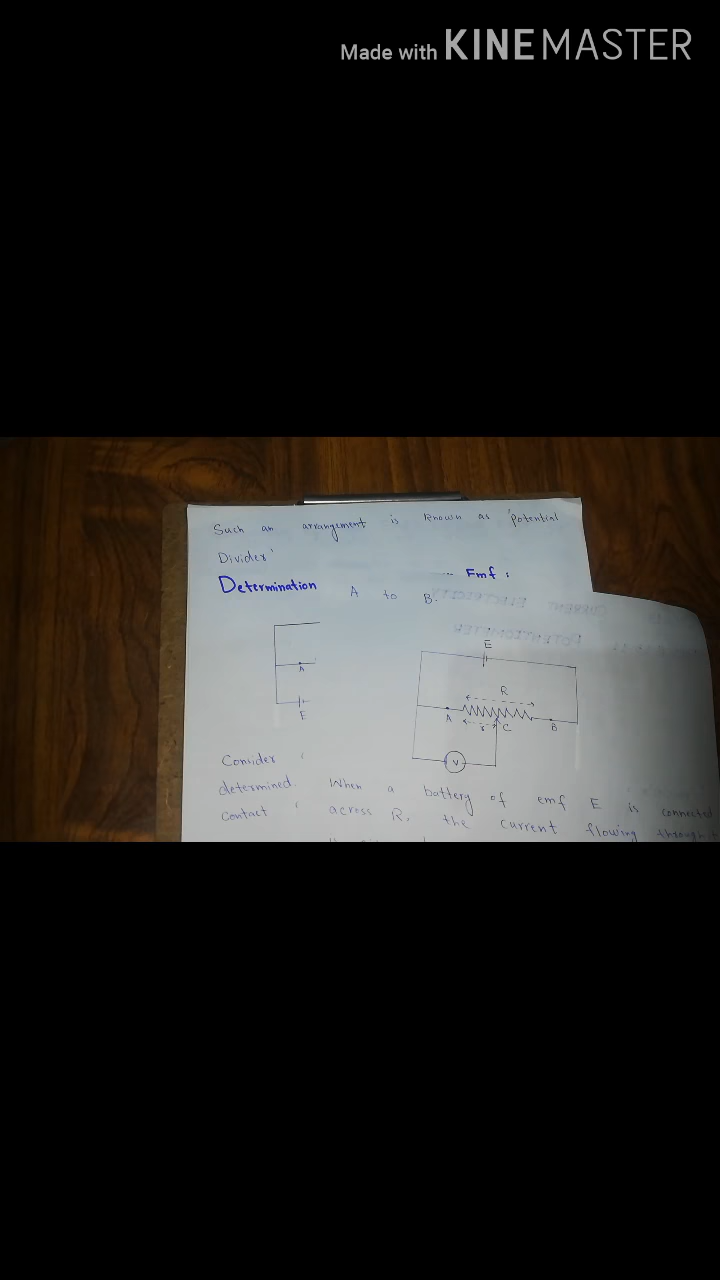 Made with KINEMASTER
Such an arrangement is known as 'potential
Divider'
Determination Emf :
A to B.
E
R
A
A r C B
E
V
Consider
determined. When a battery of emf E is connected
contact across R, the current flowing through